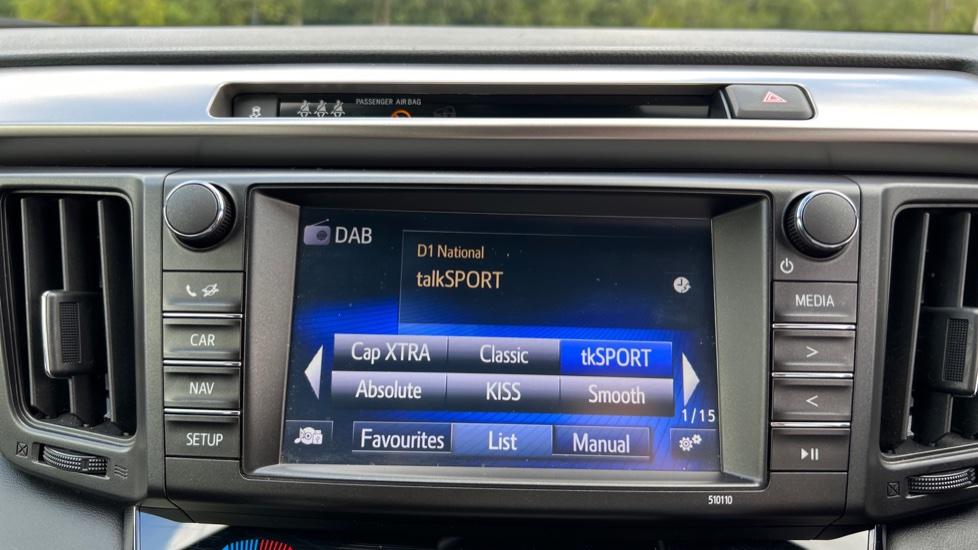 PASSENGER AIR BAG
DAB
D1 National
talkSPORT
Cap XTRA Classic tkSPORT
Absolute KISS Smooth
1/15
Favourites List Manual
CAR
NAV
SETUP
MEDIA
>
<
510110